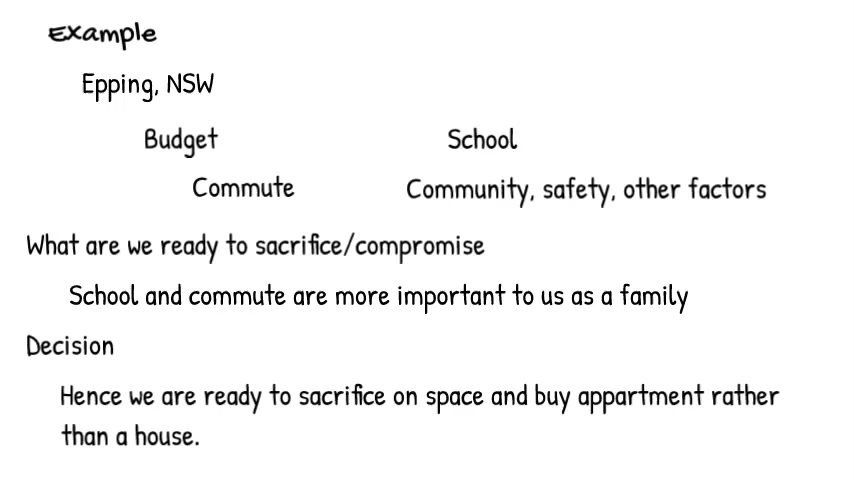 Example
Epping, NSW
Budget School
Commute Community, safety, other factors
What are we ready to sacrifice/compromise
School and commute are more important to us as a family
Decision
Hence we are ready to sacrifice on space and buy appartment rather
than a house.